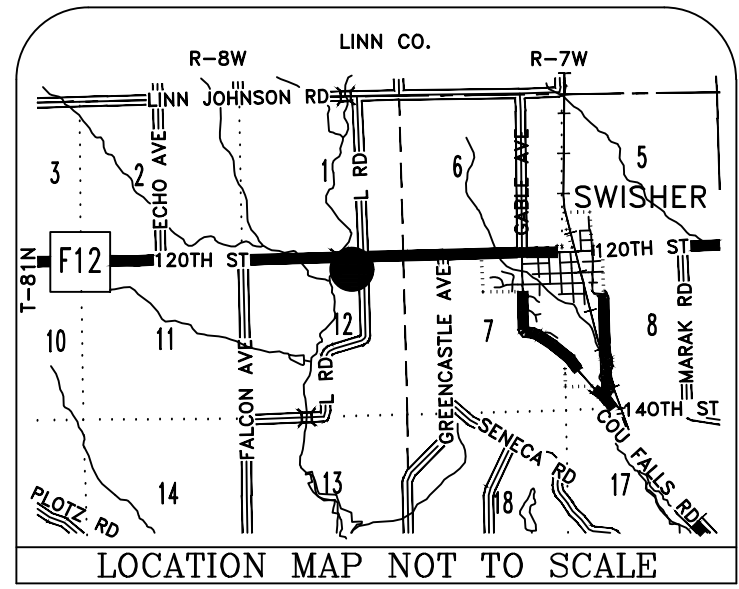 LINN CO.
R-8W
R-7W
LINN JOHNSON RD
3
2
1
6
5
ECHO AVE
L RD
GABLE AVE
SWISHER
T-81N
F12
120TH ST
120TH ST
10
11
12
7
8
FALCON AVE
L RD
GREENCASTLE AVE
MARAK RD
140TH ST
COU FALLS RD
SENECA RD
14
13
18
17
PLOTZ RD
LOCATION MAP NOT TO SCALE